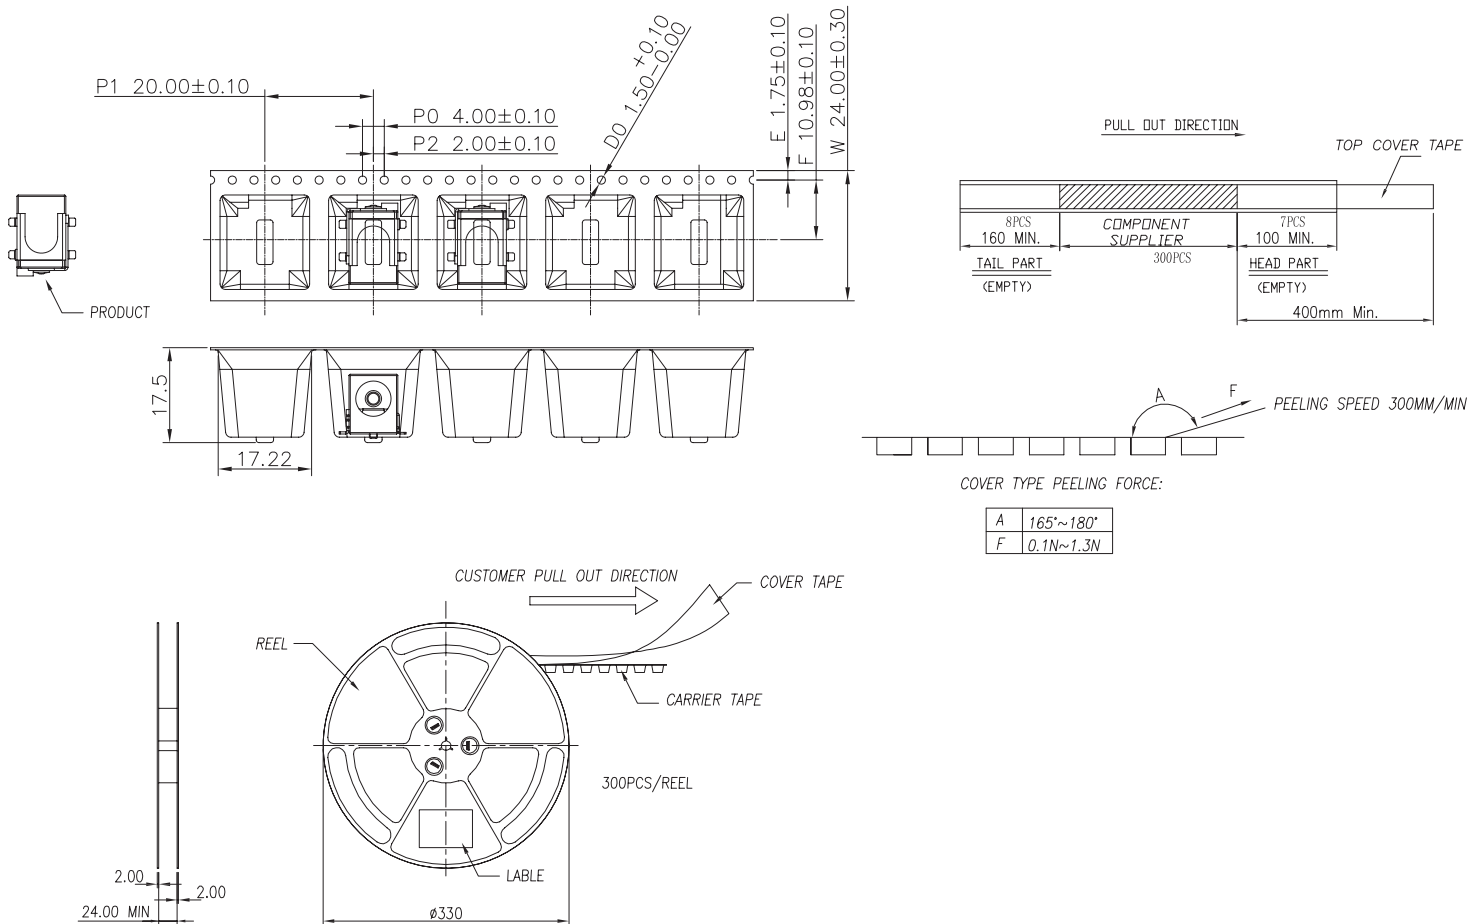 P1 20.00±0.10
P0 4.00±0.10
P2 2.00±0.10
D0 1.50 +0.10 -0.00
E 1.75±0.10
F 10.98±0.10
W 24.00±0.30
PRODUCT
17.5
17.22
PULL OUT DIRECTION
TOP COVER TAPE
8PCS
160 MIN.
TAIL PART
(EMPTY)
COMPONENT
SUPPLIER
300PCS
7PCS
100 MIN.
HEAD PART
(EMPTY)
400mm Min.
A
F
PEELING SPEED 300MM/MIN
COVER TYPE PEELING FORCE:
A 165°~180°
F 0.1N~1.3N
CUSTOMER PULL OUT DIRECTION
COVER TAPE
REEL
CARRIER TAPE
300PCS/REEL
LABLE
2.00
2.00
24.00 MIN
ø330